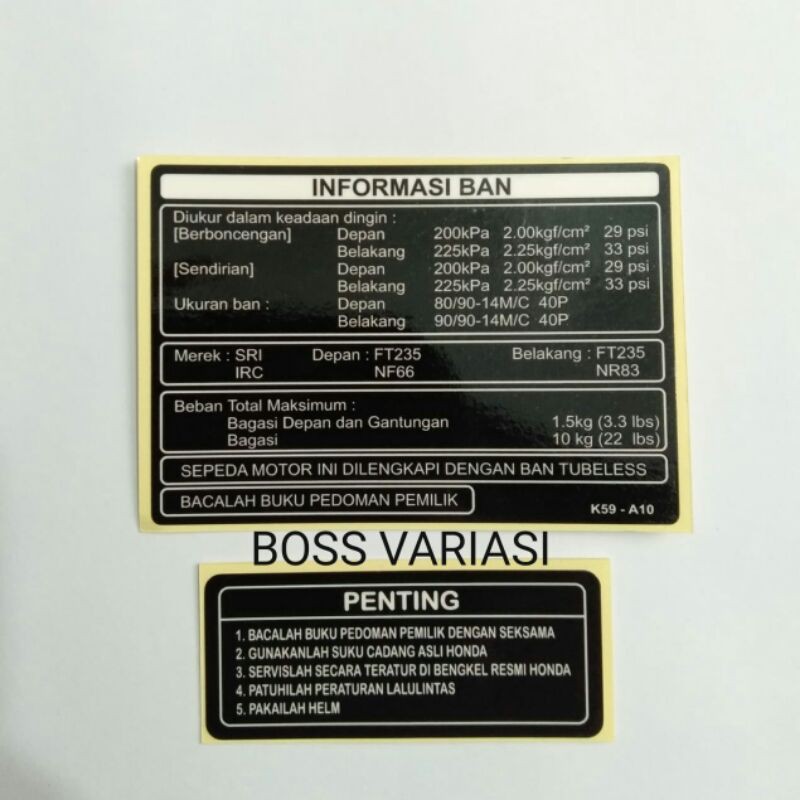 INFORMASI BAN
Diukur dalam keadaan dingin :
[Berboncengan] Depan 200kPa 2.00kgf/cm² 29 psi
Belakang 225kPa 2.25kgf/cm² 33 psi
[Sendirian] Depan 200kPa 2.00kgf/cm² 29 psi
Belakang 225kPa 2.25kgf/cm² 33 psi
Ukuran ban : Depan 80/90-14M/C 40P
Belakang 90/90-14M/C 40P
Merek : SRI Depan : FT235 Belakang : FT235
IRC NF66 NR83
Beban Total Maksimum :
Bagasi Depan dan Gantungan 1.5kg (3.3 lbs)
Bagasi 10 kg (22 lbs)
SEPEDA MOTOR INI DILENGKAPI DENGAN BAN TUBELESS
BACALAH BUKU PEDOMAN PEMILIK K59 - A10
BOSS VARIASI
PENTING
1. BACALAH BUKU PEDOMAN PEMILIK DENGAN SEKSAMA
2. GUNAKANLAH SUKU CADANG ASLI HONDA
3. SERVISLAH SECARA TERATUR DI BENGKEL RESMI HONDA
4. PATUHILAH PERATURAN LALULINTAS
5. PAKAILAH HELM